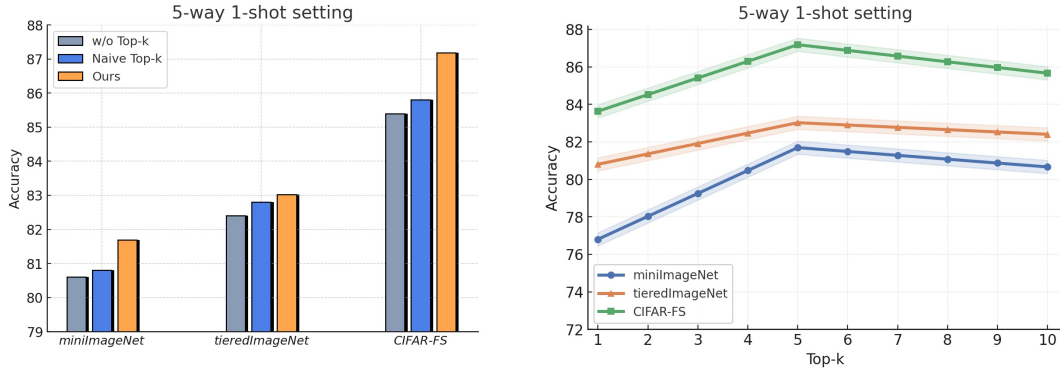 5-way 1-shot setting
88
87
86
85
84
83
82
81
80
79
Accuracy
w/o Top-k
Naive Top-k
Ours
miniImageNet
tieredImageNet
CIFAR-FS
5-way 1-shot setting
88
86
84
82
80
78
76
74
72
Accuracy
miniImageNet
tieredImageNet
CIFAR-FS
1 2 3 4 5 6 7 8 9 10
Top-k